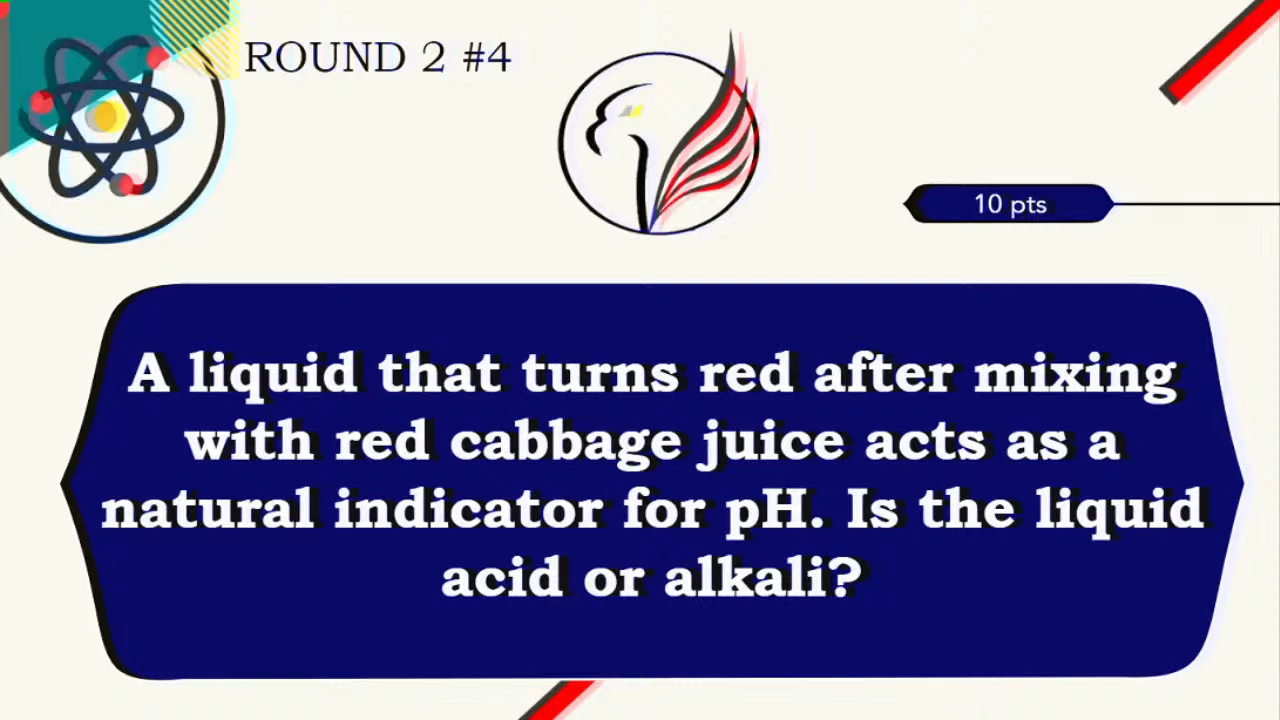 ROUND 2 #4
10 pts
A liquid that turns red after mixing
with red cabbage juice acts as a
natural indicator for pH. Is the liquid
acid or alkali?